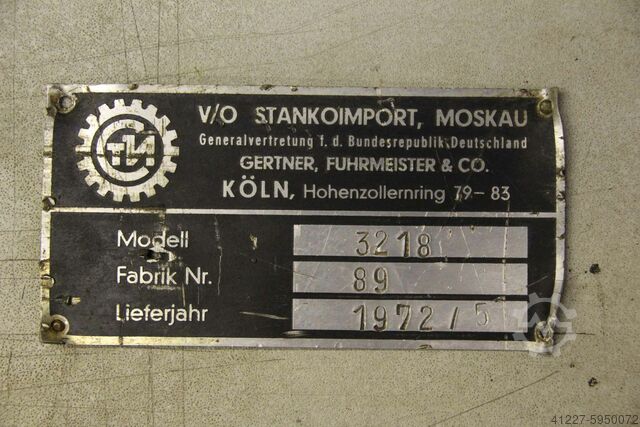 V/O STANKOIMPORT, MOSKAU
Generalvertretung f. d. Bundesrepublik Deutschland
GERTNER, FUHRMEISTER & CO.
KÖLN, Hohenzollernring 79-83
СТИ
Modell 3218
Fabrik Nr. 89
Lieferjahr 1972/5
41227-5950072